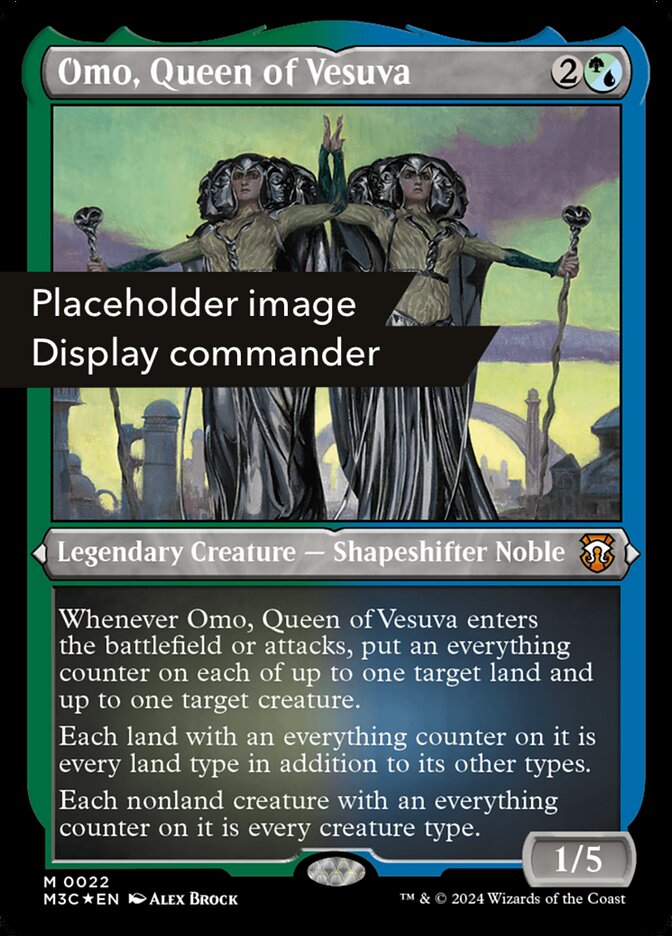 Omo, Queen of Vesuva 2
Placeholder image
Display commander
Legendary Creature — Shapeshifter Noble
Whenever Omo, Queen of Vesuva enters
the battlefield or attacks, put an everything
counter on each of up to one target land and
up to one target creature.
Each land with an everything counter on it is
every land type in addition to its other types.
Each nonland creature with an everything
counter on it is every creature type.
1/5
M 0022
M3C★EN Alex Brock
™ & © 2024 Wizards of the Coast